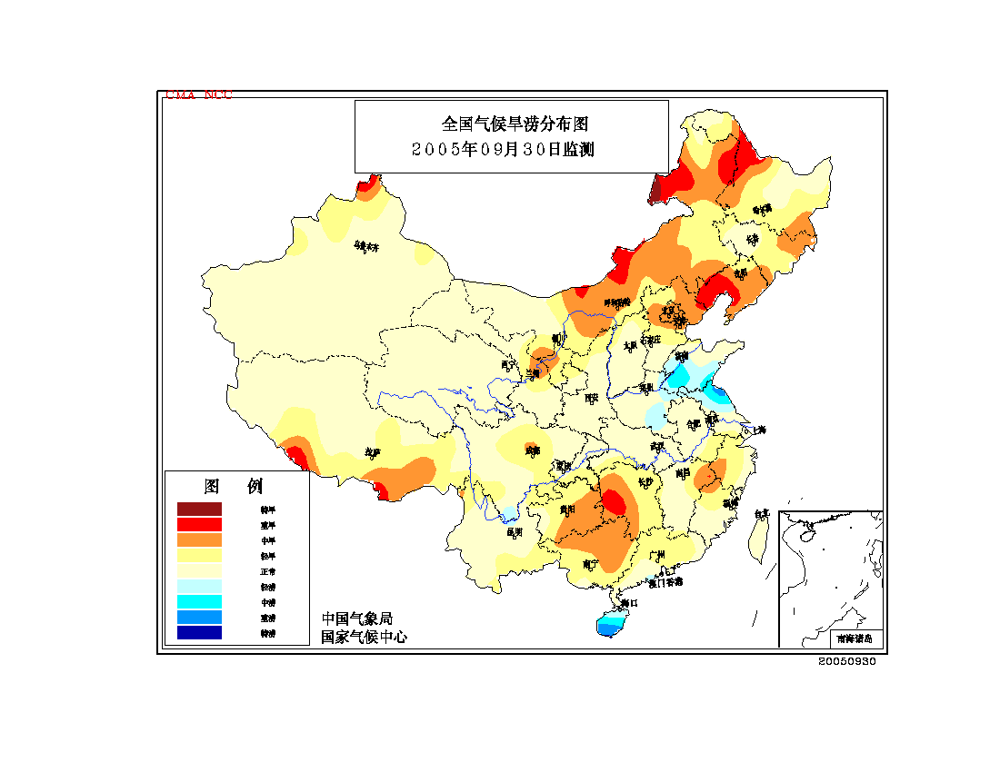 CMA NCC
全国气候旱涝分布图
2005年09月30日监测
哈尔滨
乌鲁木齐
长春
沈阳
呼和浩特
北京
天津
银川
太原
石家庄
济南
西宁
兰州
郑州
西安
合肥
南京
上海
拉萨
成都
武汉
重庆
长沙
南昌
贵阳
福州
台北
昆明
广州
南宁
澳门
香港
海口
图 例
特旱
重旱
中旱
轻旱
正常
轻涝
中涝
重涝
特涝
中国气象局
国家气候中心
南海诸岛
20050930